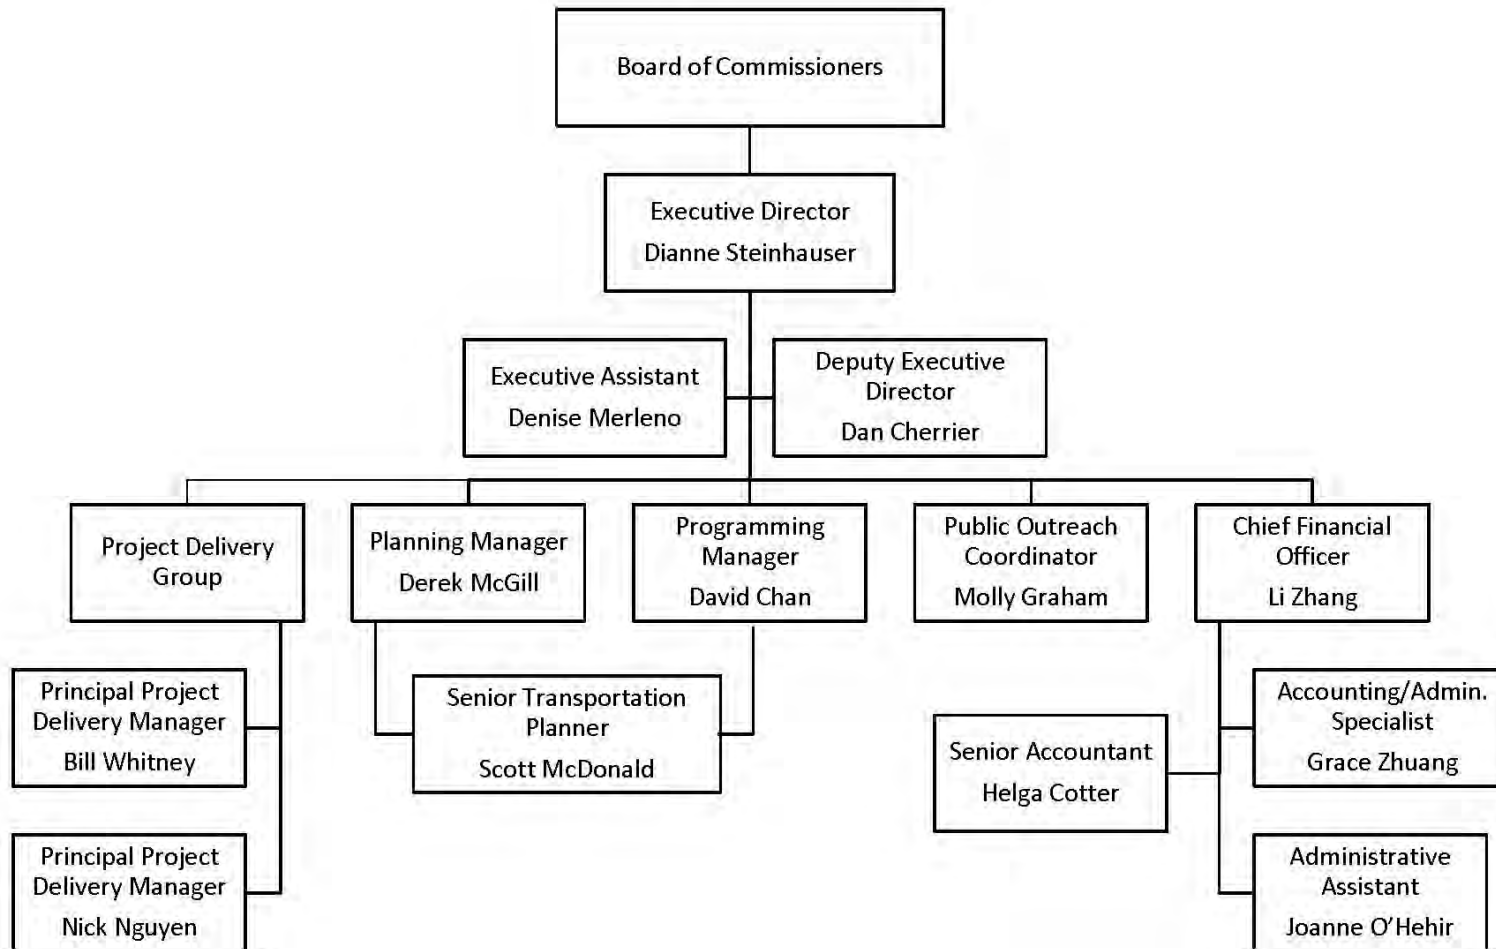 Board of Commissioners
Executive Director
Dianne Steinhauser
Executive Assistant
Denise Merleno
Deputy Executive
Director
Dan Cherrier
Project Delivery
Group
Planning Manager
Derek McGill
Programming
Manager
David Chan
Public Outreach
Coordinator
Molly Graham
Chief Financial
Officer
Li Zhang
Principal Project
Delivery Manager
Bill Whitney
Senior Transportation
Planner
Scott McDonald
Senior Accountant
Helga Cotter
Accounting/Admin.
Specialist
Grace Zhuang
Principal Project
Delivery Manager
Nick Nguyen
Administrative
Assistant
Joanne O'Hehir